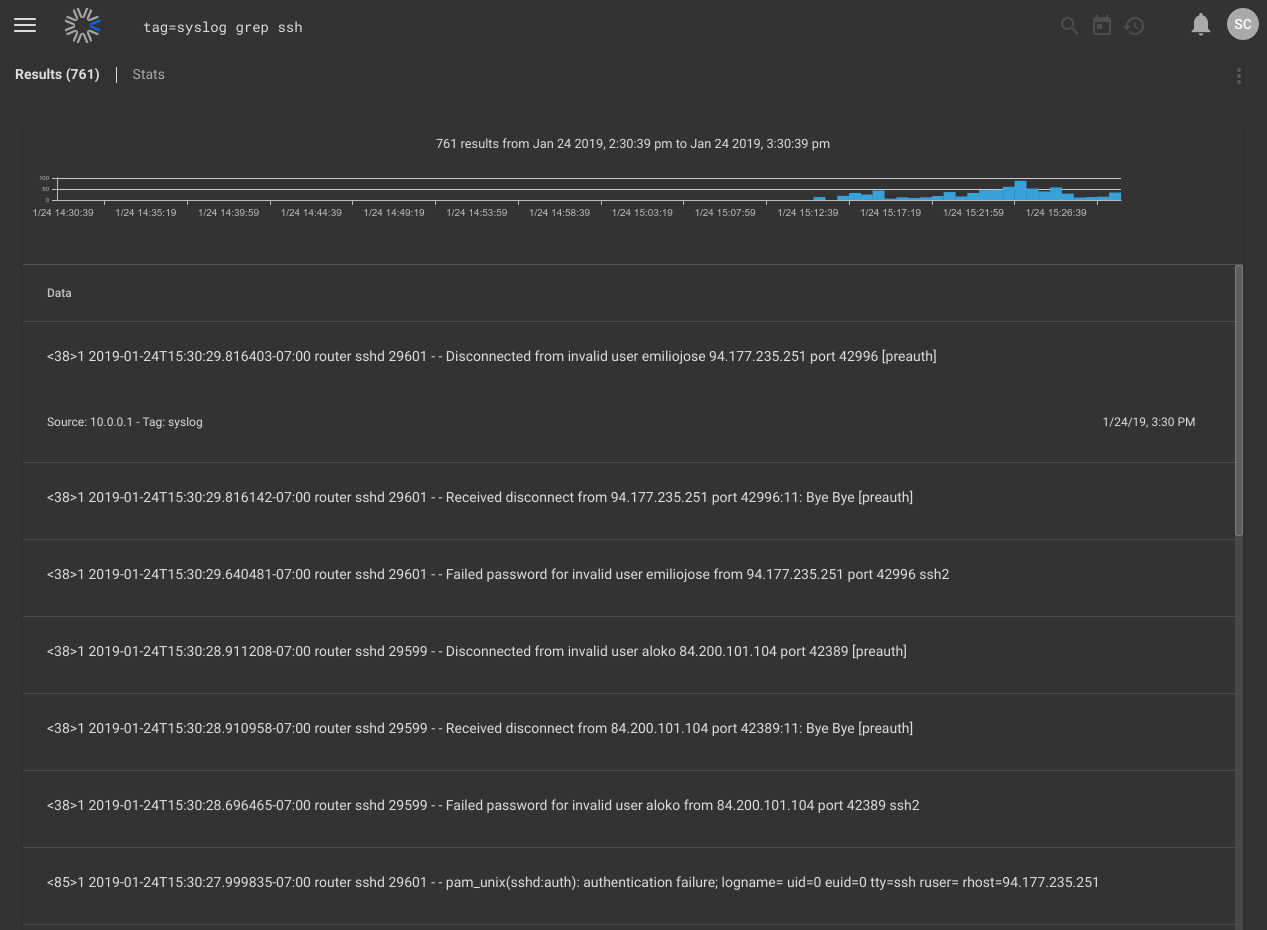 tag=syslog grep ssh
SC
Results (761) | Stats
761 results from Jan 24 2019, 2:30:39 pm to Jan 24 2019, 3:30:39 pm
100
50
0
1/24 14:30:39 1/24 14:35:19 1/24 14:39:59 1/24 14:44:39 1/24 14:49:19 1/24 14:53:59 1/24 14:58:39 1/24 15:03:19 1/24 15:07:59 1/24 15:12:39 1/24 15:17:19 1/24 15:21:59 1/24 15:26:39
Data
<38>1 2019-01-24T15:30:29.816403-07:00 router sshd 29601 - - Disconnected from invalid user emiliojose 94.177.235.251 port 42996 [preauth]
Source: 10.0.0.1 - Tag: syslog 1/24/19, 3:30 PM
<38>1 2019-01-24T15:30:29.816142-07:00 router sshd 29601 - - Received disconnect from 94.177.235.251 port 42996:11: Bye Bye [preauth]
<38>1 2019-01-24T15:30:29.640481-07:00 router sshd 29601 - - Failed password for invalid user emiliojose from 94.177.235.251 port 42996 ssh2
<38>1 2019-01-24T15:30:28.911208-07:00 router sshd 29599 - - Disconnected from invalid user aloko 84.200.101.104 port 42389 [preauth]
<38>1 2019-01-24T15:30:28.910958-07:00 router sshd 29599 - - Received disconnect from 84.200.101.104 port 42389:11: Bye Bye [preauth]
<38>1 2019-01-24T15:30:28.696465-07:00 router sshd 29599 - - Failed password for invalid user aloko from 84.200.101.104 port 42389 ssh2
<85>1 2019-01-24T15:30:27.999835-07:00 router sshd 29601 - - pam_unix(sshd:auth): authentication failure; logname= uid=0 euid=0 tty=ssh ruser= rhost=94.177.235.251